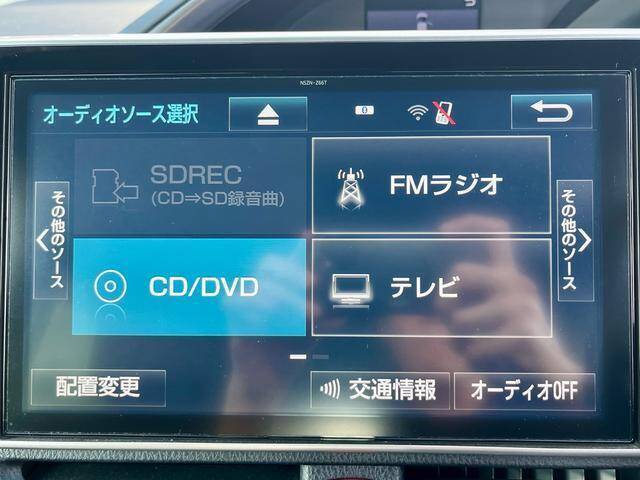 NSZN-Z66T
オーディオソース選択
SDREC
(CD⇒SD録音曲)
FMラジオ
その他のソース
その他のソース
CD/DVD
テレビ
配置変更
交通情報
オーディオOFF